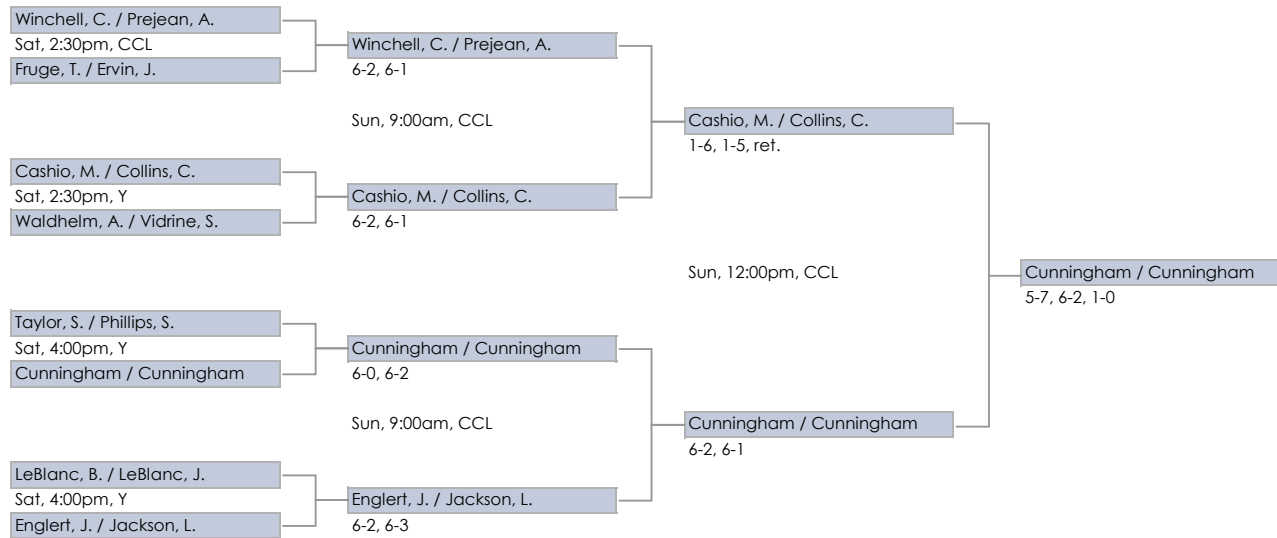 Winchell, C. / Prejean, A.
Sat, 2:30pm, CCL
Fruge, T. / Ervin, J.
Cashio, M. / Collins, C.
Sat, 2:30pm, Y
Waldhelm, A. / Vidrine, S.
Taylor, S. / Phillips, S.
Sat, 4:00pm, Y
Cunningham / Cunningham
LeBlanc, B. / LeBlanc, J.
Sat, 4:00pm, Y
Englert, J. / Jackson, L.
Winchell, C. / Prejean, A.
6-2, 6-1
Sun, 9:00am, CCL
Cashio, M. / Collins, C.
6-2, 6-1
Cunningham / Cunningham
6-0, 6-2
Sun, 9:00am, CCL
Englert, J. / Jackson, L.
6-2, 6-3
Cashio, M. / Collins, C.
1-6, 1-5, ret.
Sun, 12:00pm, CCL
Cunningham / Cunningham
6-2, 6-1
Cunningham / Cunningham
5-7, 6-2, 1-0